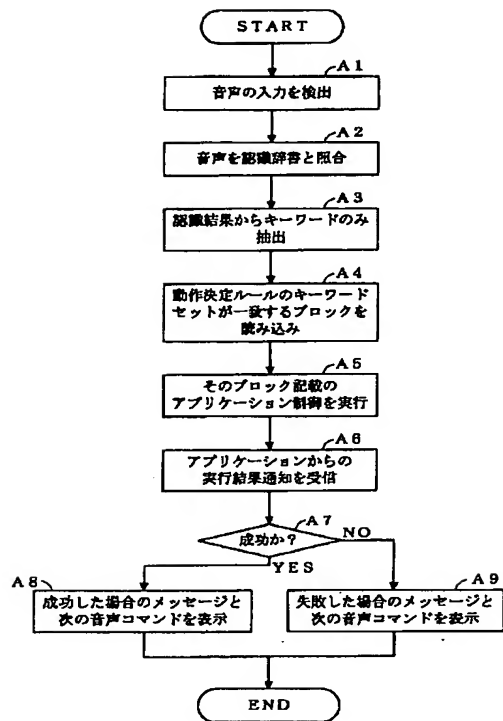 START
A1
音声の入力を検出
A2
音声を認識辞書と照合
A3
認識結果からキーワードのみ
抽出
A4
動作決定ルールのキーワード
セットが一致するブロックを
読み込み
A5
そのブロック記載の
アプリケーション制御を実行
A6
アプリケーションからの
実行結果通知を受信
A7
成功か?
NO
YES
A8
成功した場合のメッセージと
次の音声コマンドを表示
A9
失敗した場合のメッセージと
次の音声コマンドを表示
END